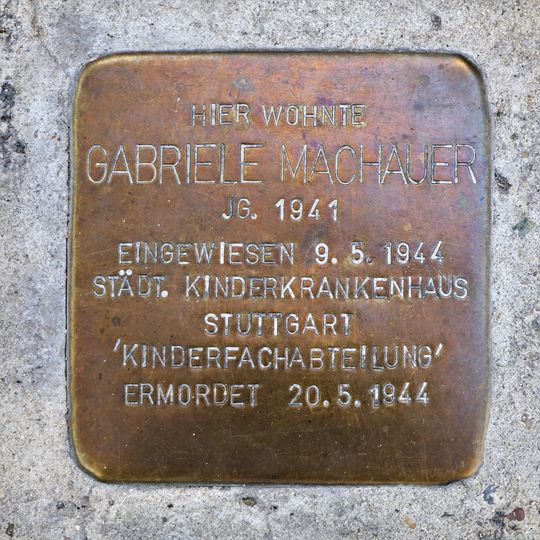 HIER WOHNTE
GABRIELE MACHAUER
JG. 1941
EINGEWIESEN 9.5.1944
STÄDT. KINDERKRANKENHAUS
STUTTGART
'KINDERFACHABTEILUNG'
ERMORDET 20.5.1944